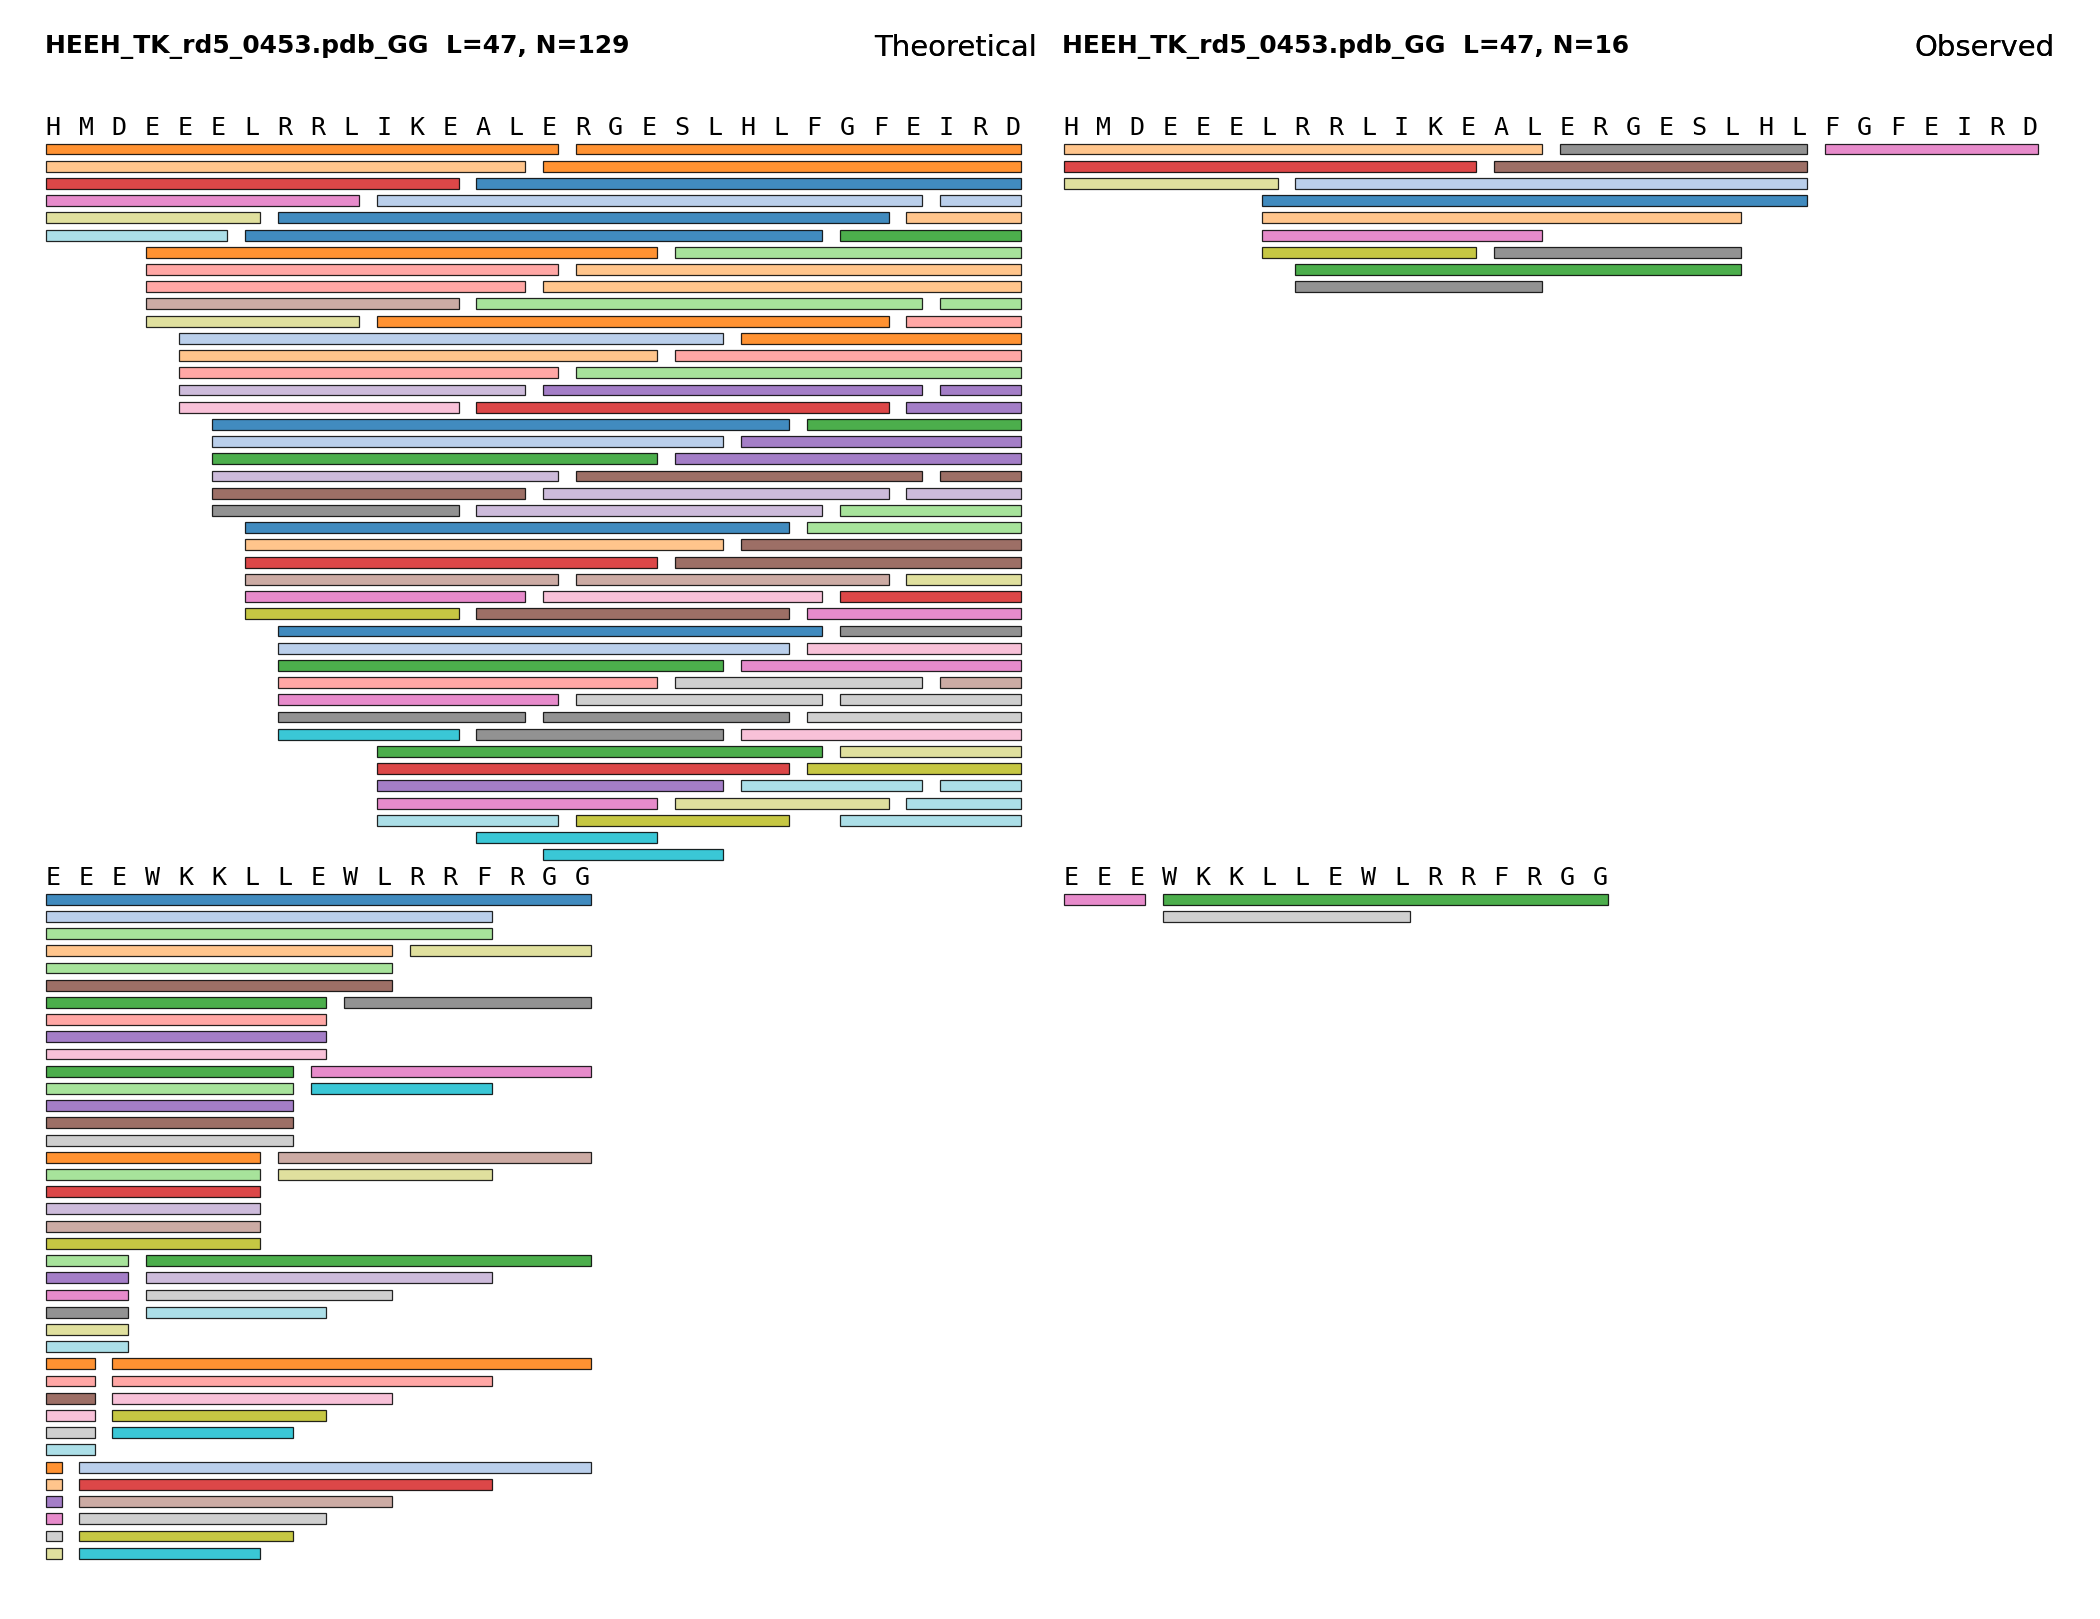 HEEH_TK_rd5_0453.pdb_GG L=47, N=129 Theoretical
H M D E E E L R R L I K E A L E R G E S L H L F G F E I R D
E E E W K K L L E W L R R F R G G
HEEH_TK_rd5_0453.pdb_GG L=47, N=16 Observed
H M D E E E L R R L I K E A L E R G E S L H L F G F E I R D
E E E W K K L L E W L R R F R G G